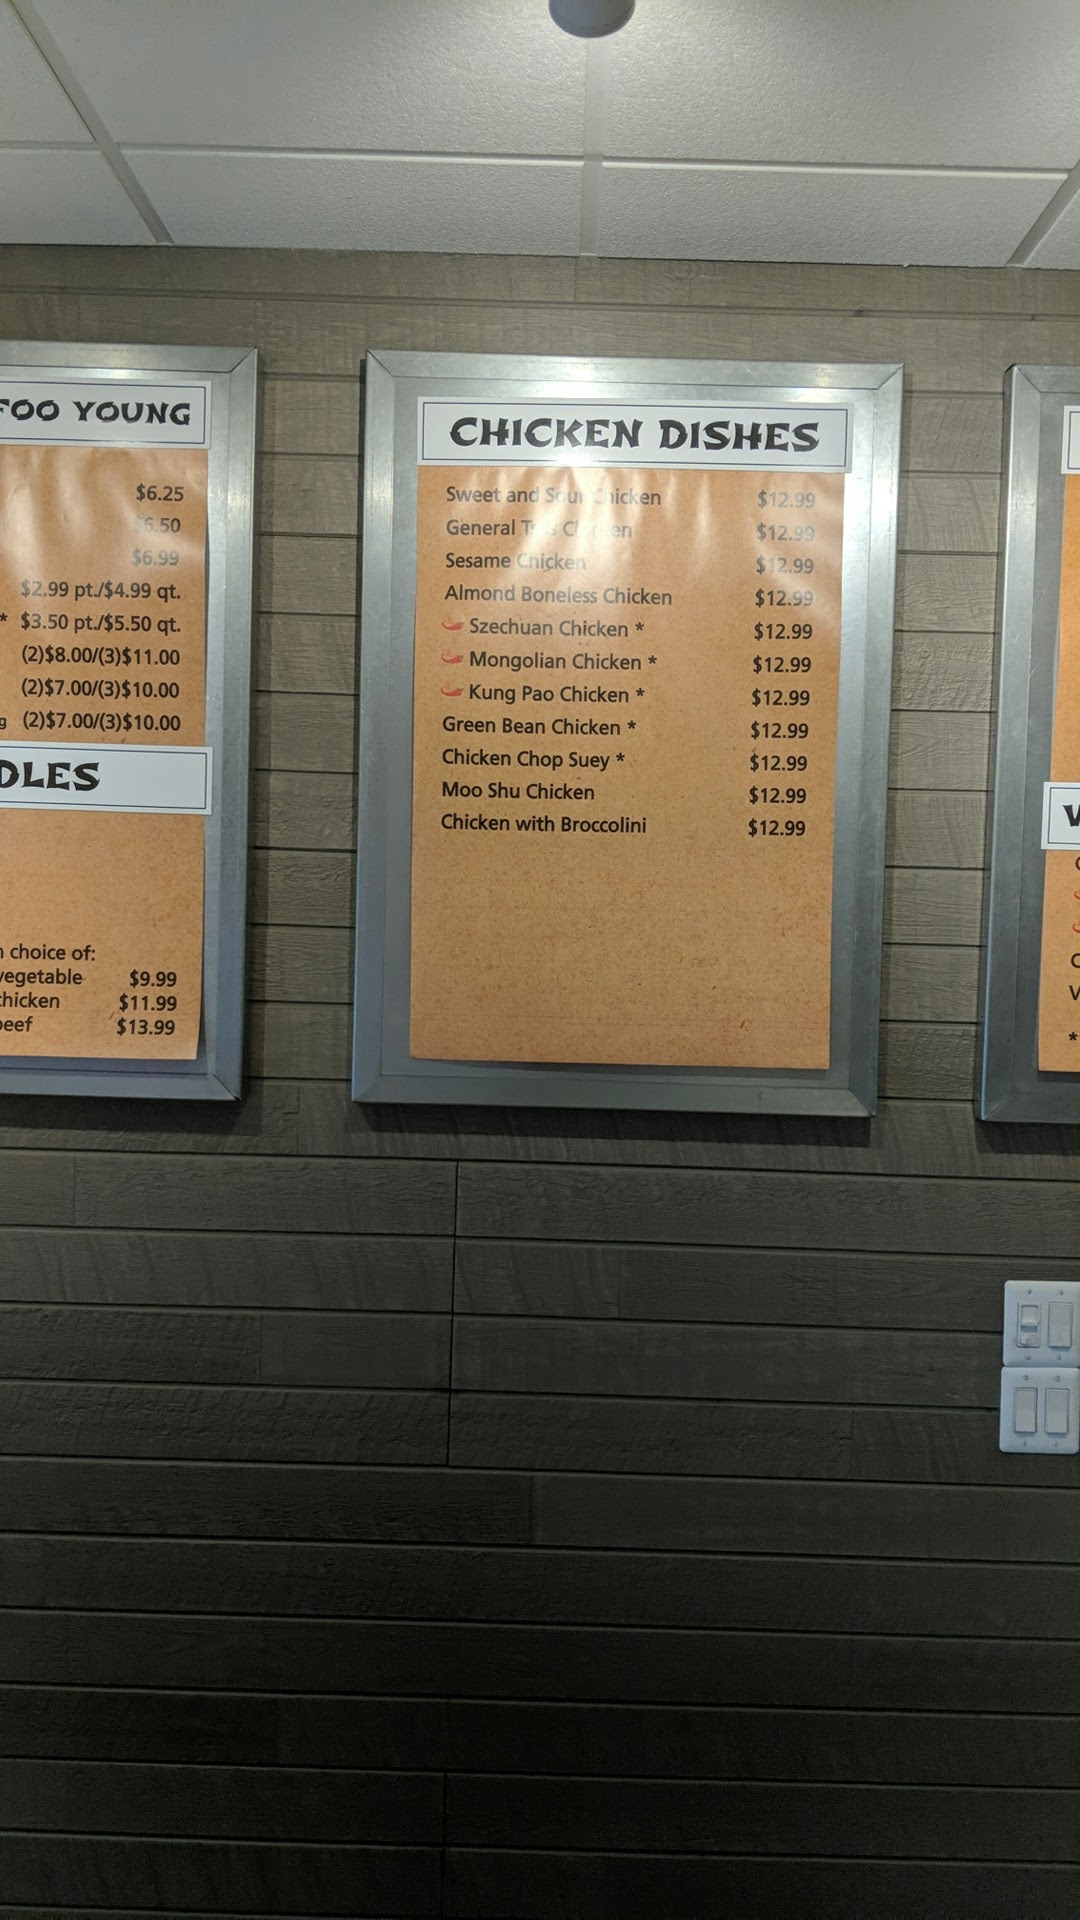 FOO YOUNG
$6.25
$6.50
$6.99
$2.99 pt./$4.99 qt.
* $3.50 pt./$5.50 qt.
(2)$8.00/(3)$11.00
(2)$7.00/(3)$10.00
g (2)$7.00/(3)$10.00
DLES
choice of:
vegetable $9.99
chicken $11.99
beef $13.99
CHICKEN DISHES
Sweet and Sour Chicken $12.99
General Tso's Chicken $12.99
Sesame Chicken $12.99
Almond Boneless Chicken $12.99
Szechuan Chicken * $12.99
Mongolian Chicken * $12.99
Kung Pao Chicken * $12.99
Green Bean Chicken * $12.99
Chicken Chop Suey * $12.99
Moo Shu Chicken $12.99
Chicken with Broccolini $12.99
V
C
C
V
*